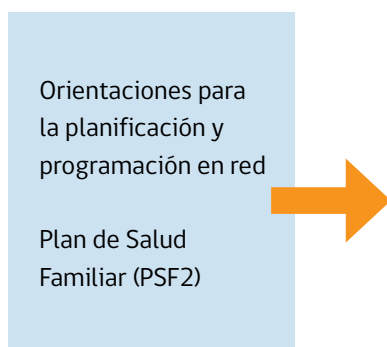 Orientaciones para
la planificación y
programación en red
Plan de Salud
Familiar (PSF2)